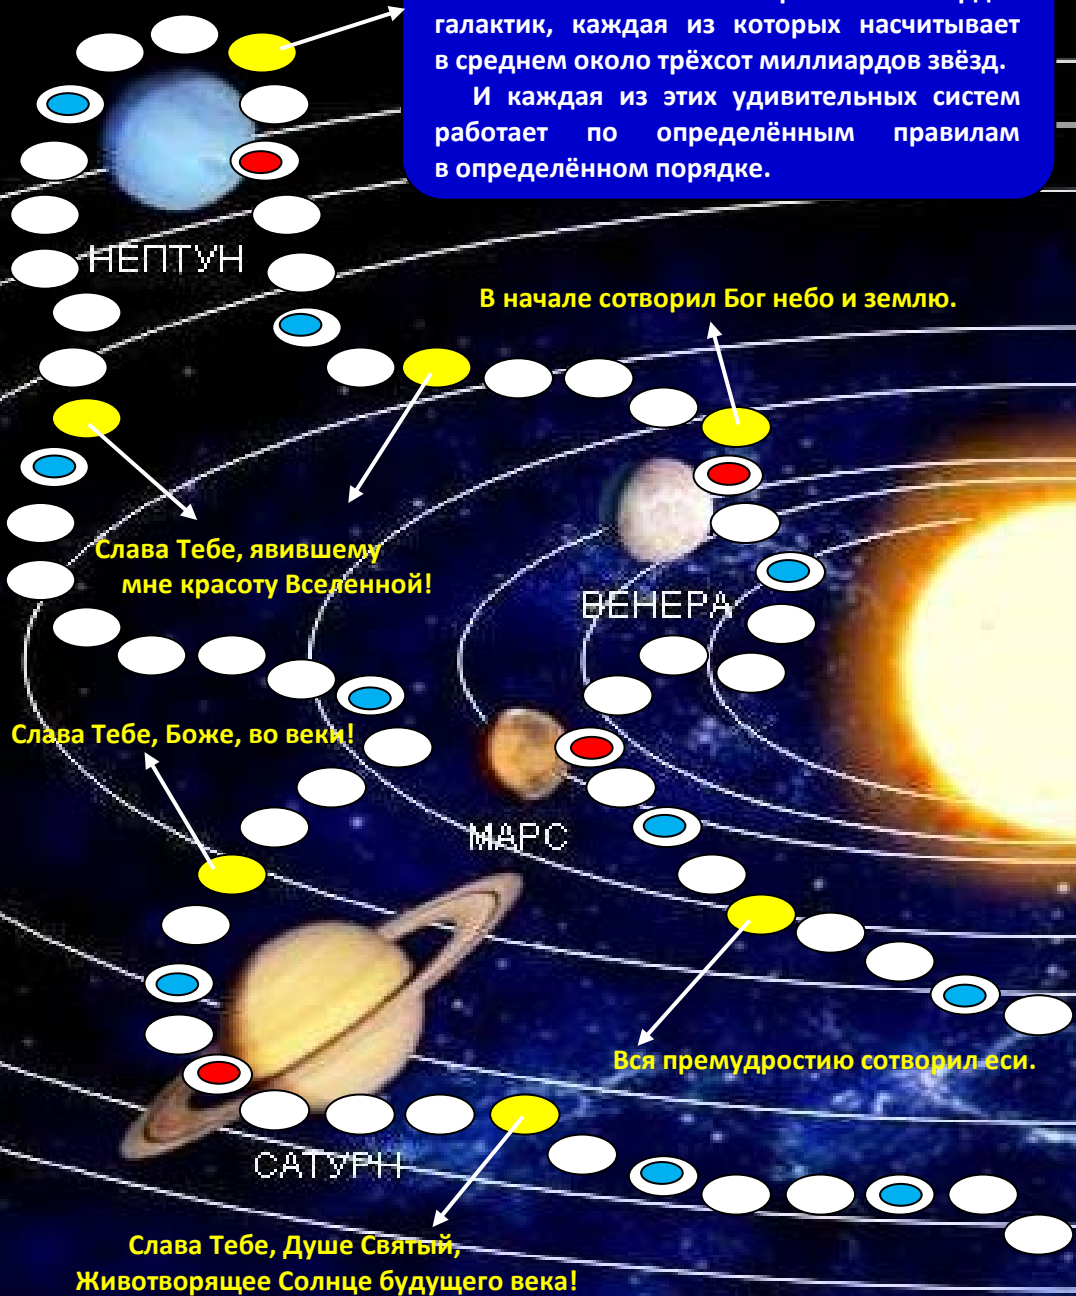 галактик, каждая из которых насчитывает
в среднем около трёхсот миллиардов звёзд.
И каждая из этих удивительных систем
работает по определённым правилам
в определённом порядке.
НЕПТУН
В начале сотворил Бог небо и землю.
Слава Тебе, явившему
мне красоту Вселенной!
ВЕНЕРА
Слава Тебе, Боже, во веки!
МАРС
Вся премудростию сотворил еси.
САТУРН
Слава Тебе, Душе Святый,
Животворящее Солнце будущего века!